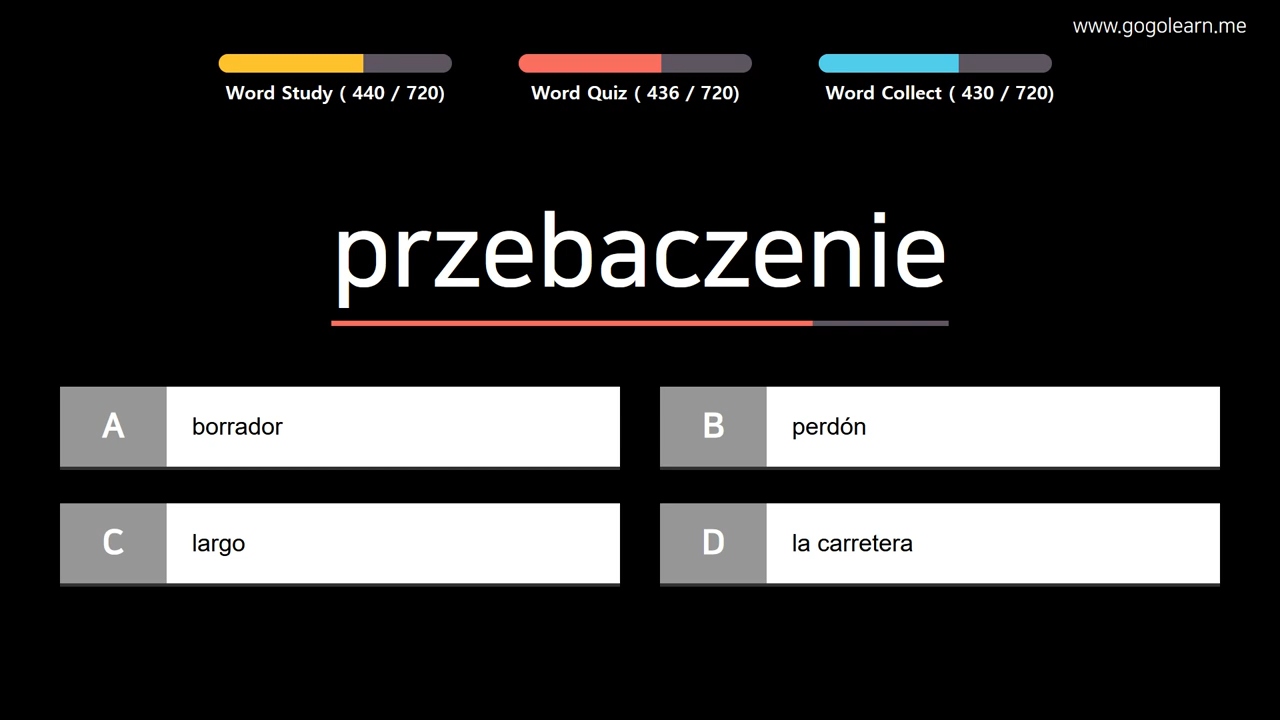 www.gogolearn.me
Word Study ( 440 / 720)
Word Quiz ( 436 / 720)
Word Collect ( 430 / 720)
przebaczenie
A borrador
B perdón
C largo
D la carretera